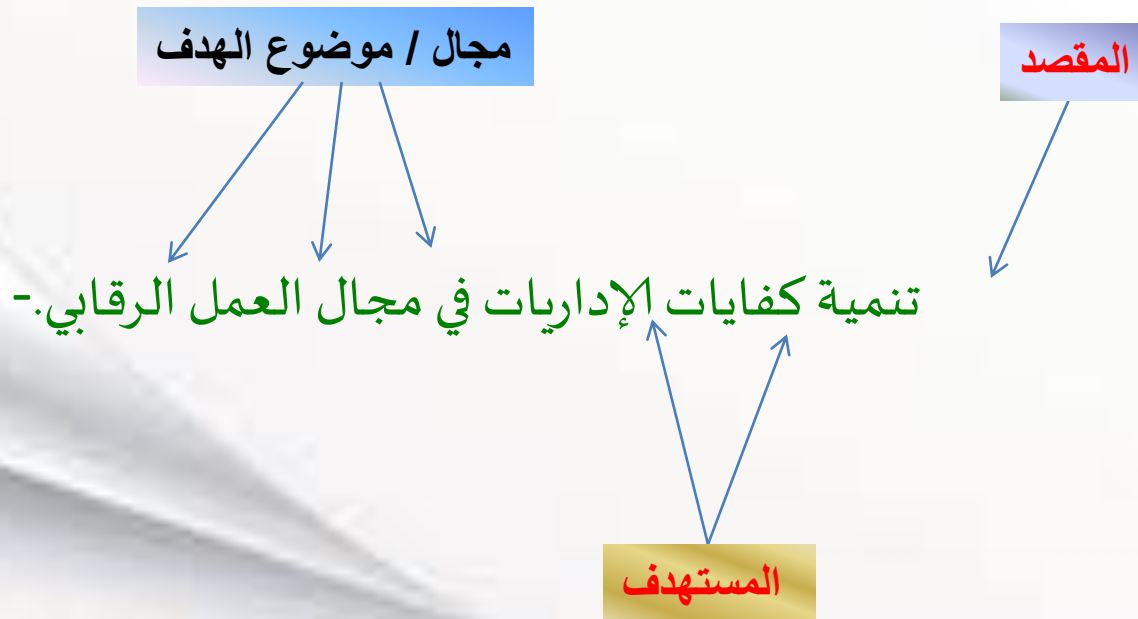 المقصد
مجال / موضوع الهدف
تنمية كفايات الإداريات في مجال العمل الرقابي.-
المستهدف